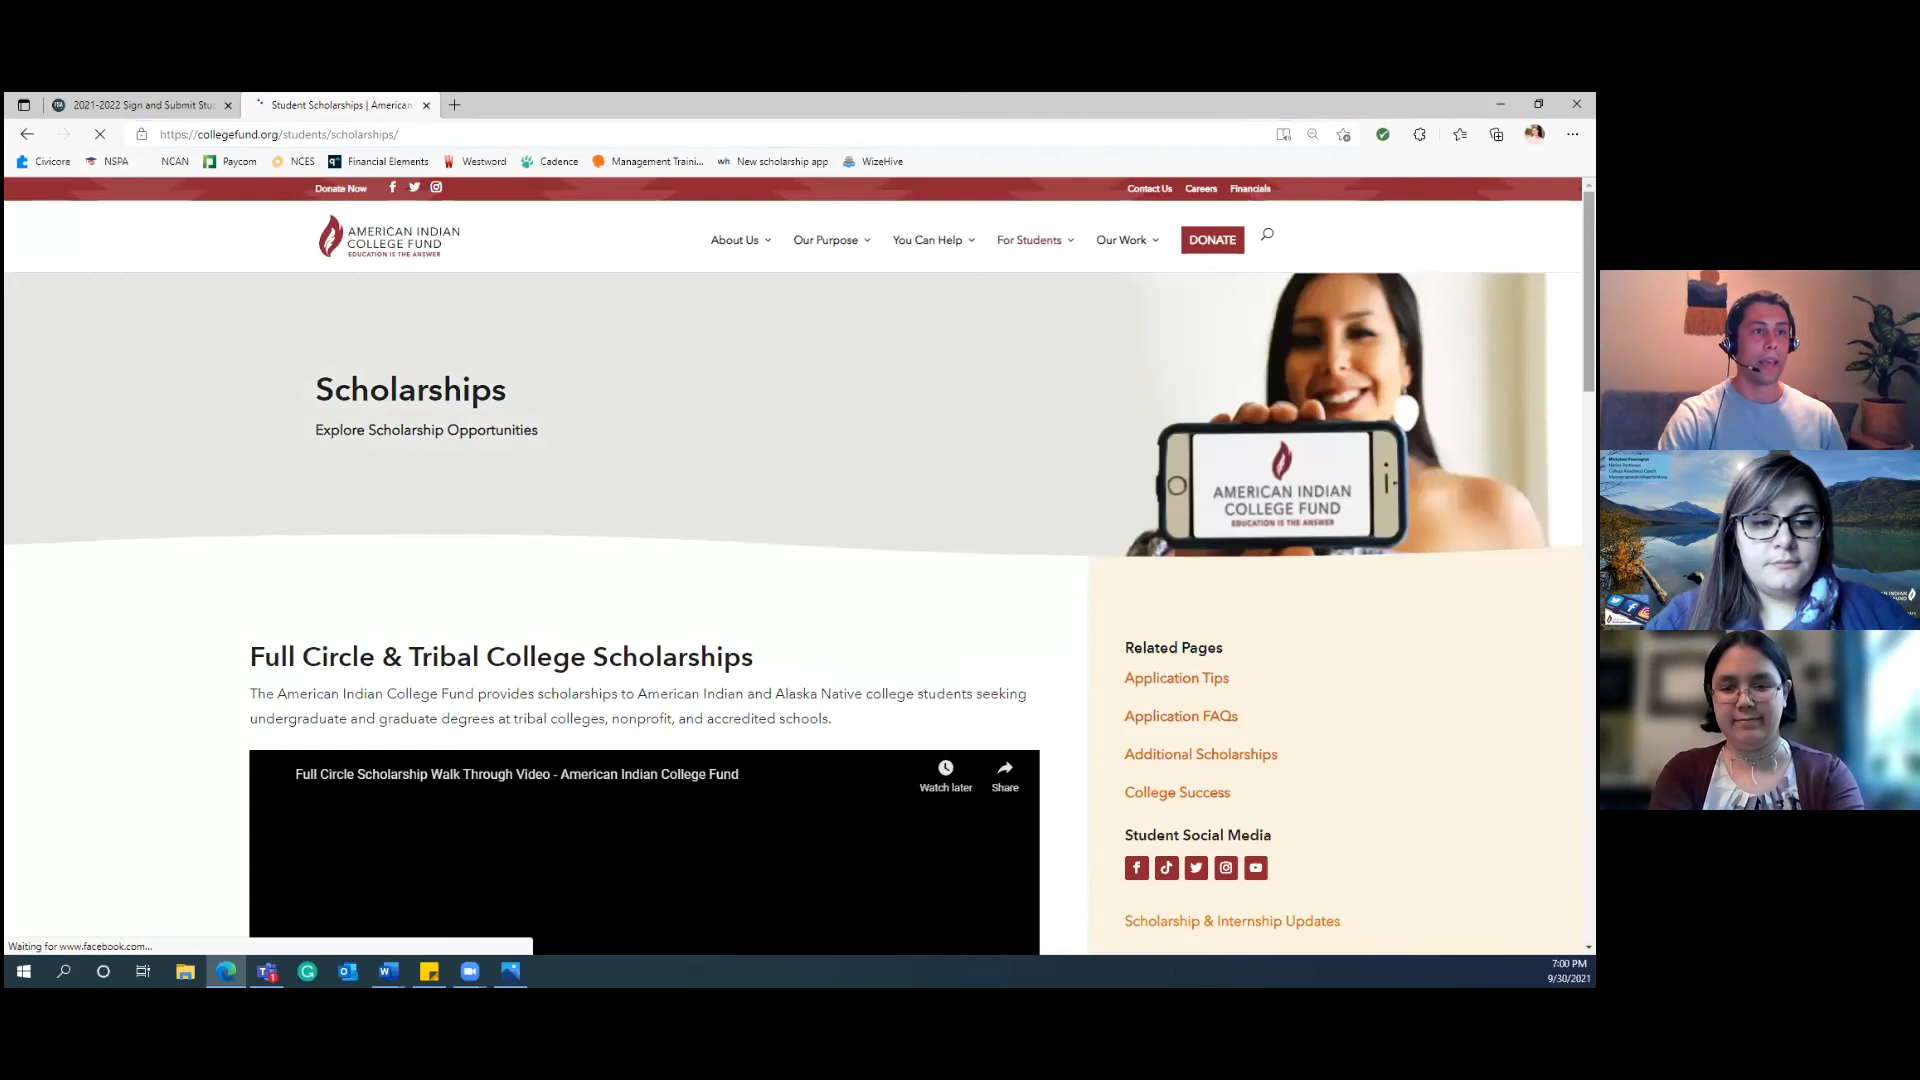 2021-2022 Sign and Submit Stu
Student Scholarships | American
https://collegefund.org/students/scholarships/
Civicore
NSPA
NCAN
Paycom
NCES
Financial Elements
Westword
Cadence
Management Traini...
wh New scholarship app
WizeHive
Donate Now
Contact Us
Careers
Financials
AMERICAN INDIAN
COLLEGE FUND
EDUCATION IS THE ANSWER
About Us
Our Purpose
You Can Help
For Students
Our Work
DONATE
Scholarships
Explore Scholarship Opportunities
AMERICAN INDIAN
COLLEGE FUND
EDUCATION IS THE ANSWER
Full Circle & Tribal College Scholarships
The American Indian College Fund provides scholarships to American Indian and Alaska Native college students seeking
undergraduate and graduate degrees at tribal colleges, nonprofit, and accredited schools.
Full Circle Scholarship Walk Through Video - American Indian College Fund
Watch later
Share
Related Pages
Application Tips
Application FAQs
Additional Scholarships
College Success
Student Social Media
Scholarship & Internship Updates
Waiting for www.facebook.com...
7:00 PM
9/30/2021
Native Pathways
College Readiness Coach